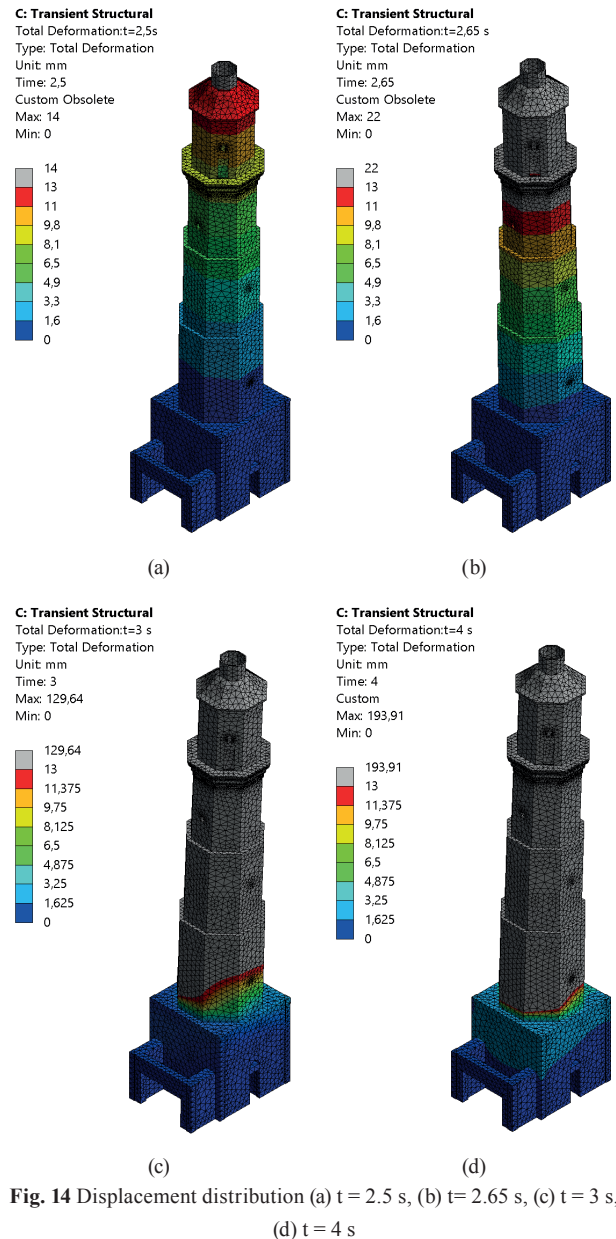 C: Transient Structural
Total Deformation:t=2,5s
Type: Total Deformation
Unit: mm
Time: 2,5
Custom Obsolete
Max: 14
Min: 0
14
13
11
9,8
8,1
6,5
4,9
3,3
1,6
0
(a)
C: Transient Structural
Total Deformation:t=2,65 s
Type: Total Deformation
Unit: mm
Time: 2,65
Custom Obsolete
Max: 22
Min: 0
22
13
11
9,8
8,1
6,5
4,9
3,3
1,6
0
(b)
C: Transient Structural
Total Deformation:t=3 s
Type: Total Deformation
Unit: mm
Time: 3
Max: 129,64
Min: 0
129,64
13
11,375
9,75
8,125
6,5
4,875
3,25
1,625
0
(c)
C: Transient Structural
Total Deformation:t=4 s
Type: Total Deformation
Unit: mm
Time: 4
Custom
Max: 193,91
Min: 0
193,91
13
11,375
9,75
8,125
6,5
4,875
3,25
1,625
0
(d)
Fig. 14 Displacement distribution (a) t = 2.5 s, (b) t= 2.65 s, (c) t = 3 s,
(d) t = 4 s